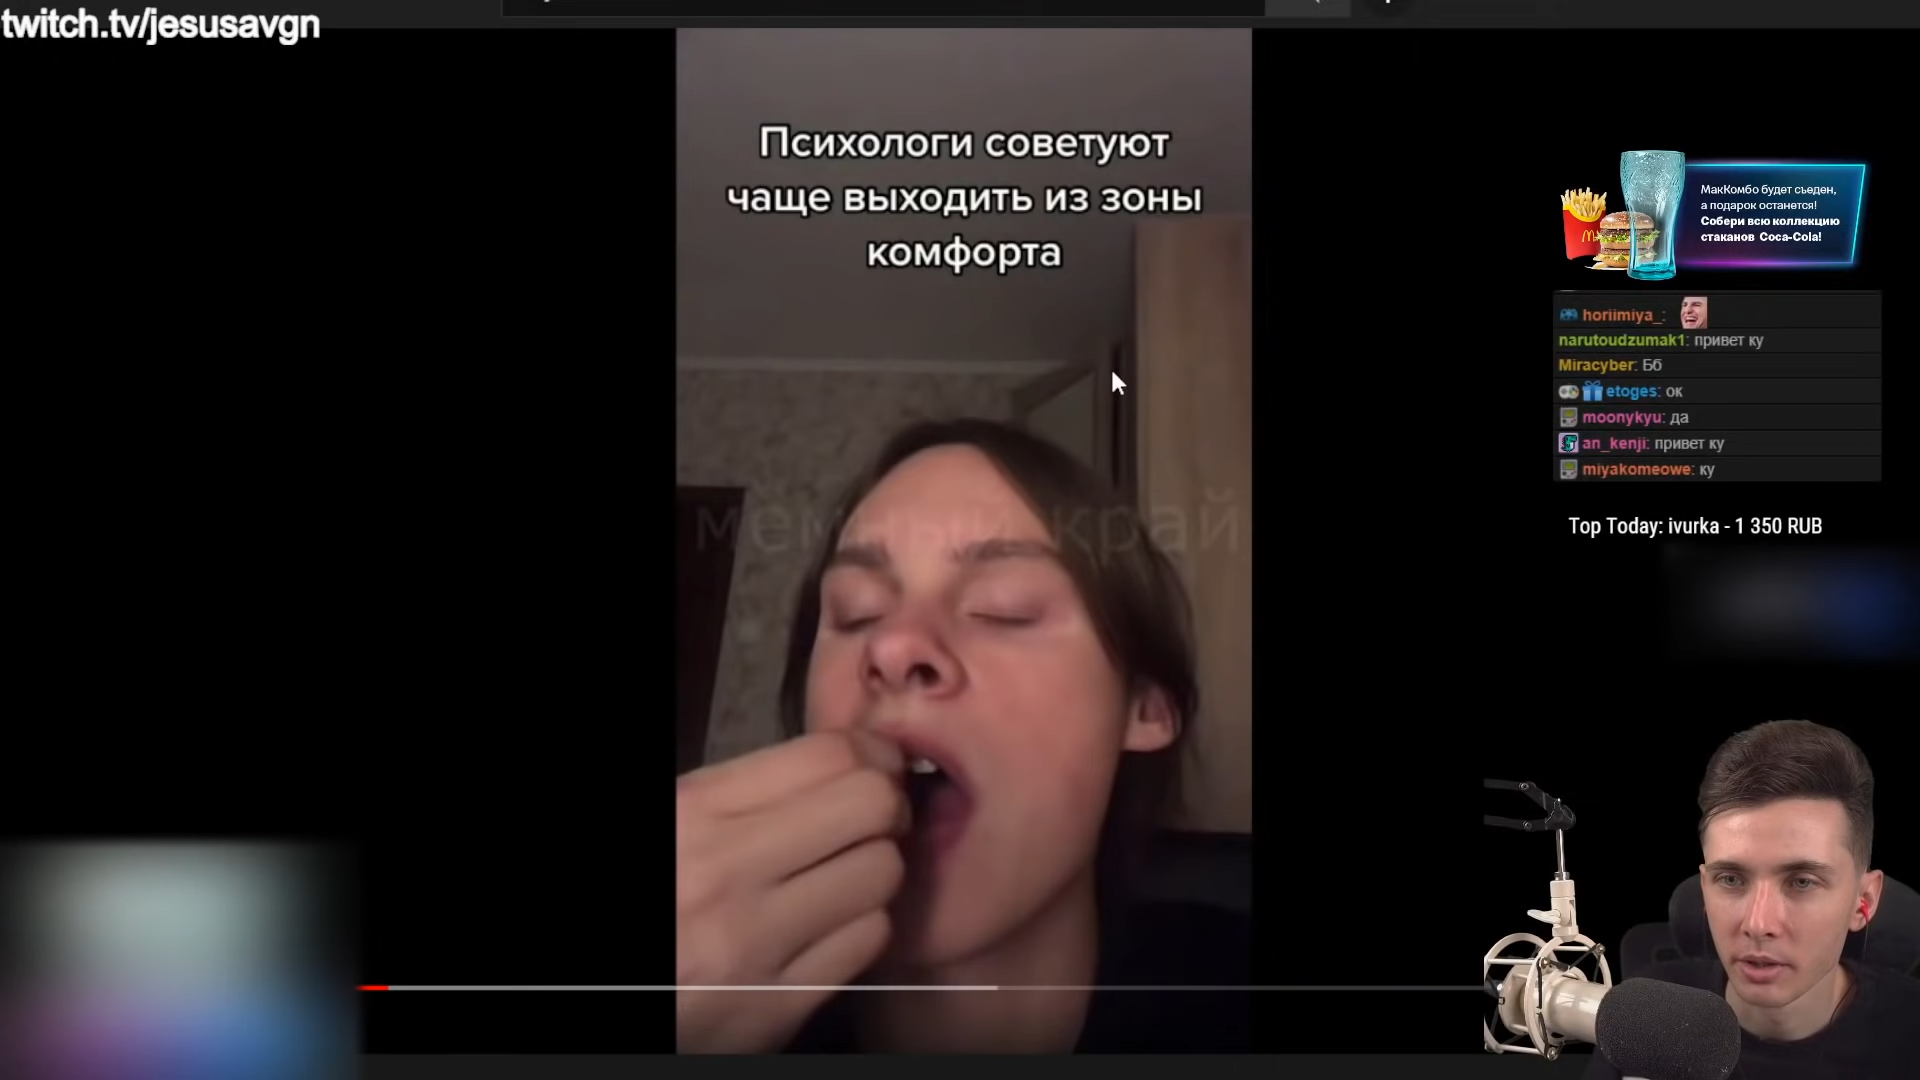 twitch.tv/jesusavgn
Психологи советуют
чаще выходить из зоны
комфорта
мемный край
МакКомбо будет съеден,
а подарок останется!
Собери всю коллекцию
стаканов Coca-Cola!
horiimiya_:
narutoudzumak1: привет ку
Miracyber: Бб
etoges: ок
moonykyu: да
an_kenji: привет ку
miyakomeowe: ку
Top Today: ivurka - 1 350 RUB